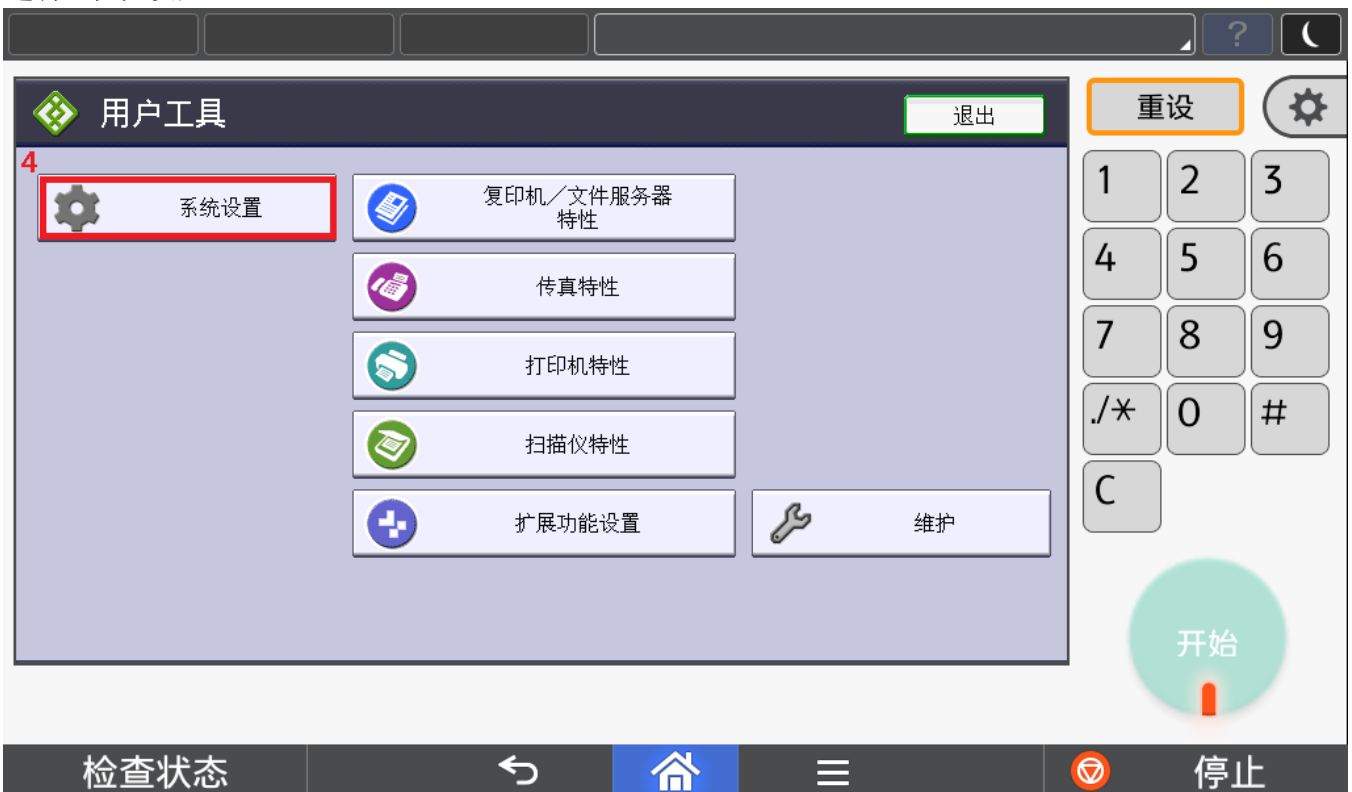 ?
用户工具
退出
重设
4
系统设置
复印机／文件服务器
特性
传真特性
打印机特性
扫描仪特性
扩展功能设置
维护
1 2 3
4 5 6
7 8 9
./* 0 #
C
开始
检查状态
停止